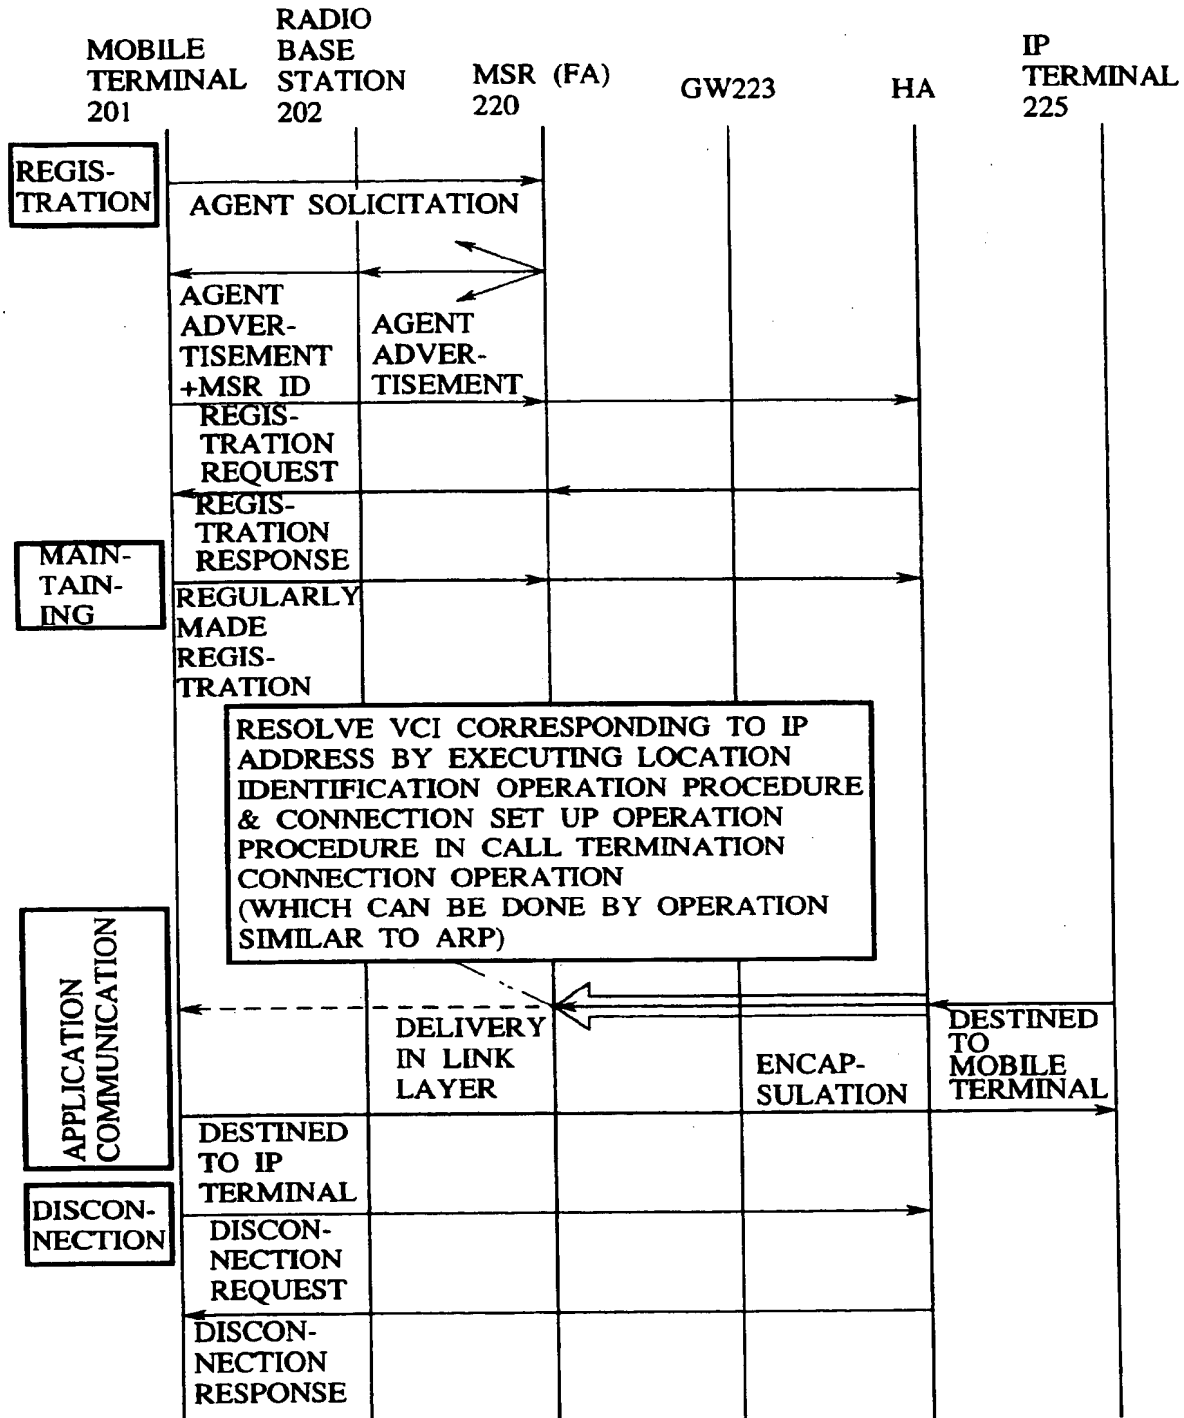 MOBILE
TERMINAL
201
RADIO
BASE
STATION
202
MSR (FA)
220
GW223
HA
IP
TERMINAL
225
REGIS-
TRATION
AGENT SOLICITATION
AGENT
ADVER-
TISEMENT
+MSR ID
AGENT
ADVER-
TISEMENT
REGIS-
TRATION
REQUEST
REGIS-
TRATION
RESPONSE
MAIN-
TAIN-
ING
REGULARLY
MADE
REGIS-
TRATION
RESOLVE VCI CORRESPONDING TO IP
ADDRESS BY EXECUTING LOCATION
IDENTIFICATION OPERATION PROCEDURE
& CONNECTION SET UP OPERATION
PROCEDURE IN CALL TERMINATION
CONNECTION OPERATION
(WHICH CAN BE DONE BY OPERATION
SIMILAR TO ARP)
APPLICATION
COMMUNICATION
DELIVERY
IN LINK
LAYER
ENCAP-
SULATION
DESTINED
TO
MOBILE
TERMINAL
DESTINED
TO IP
TERMINAL
DISCON-
NECTION
DISCON-
NECTION
REQUEST
DISCON-
NECTION
RESPONSE